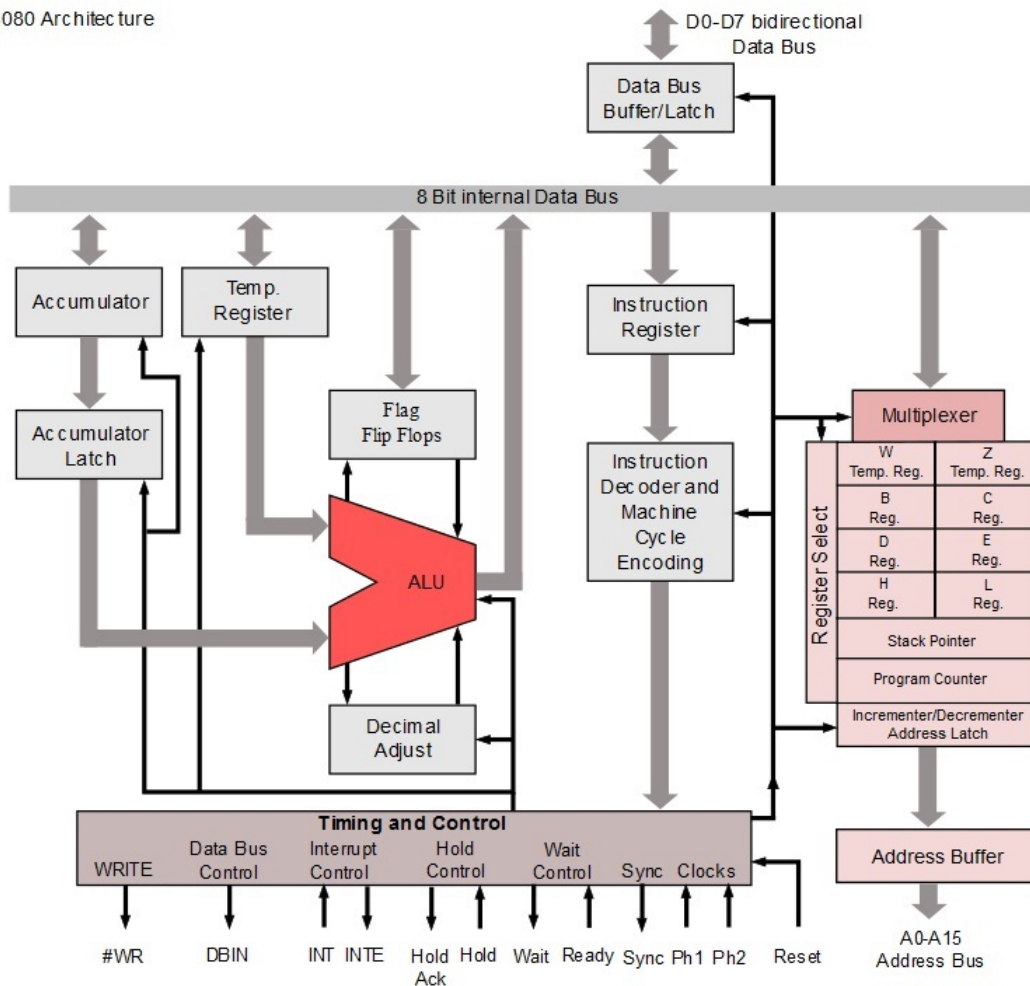 080 Architecture
D0-D7 bidirectional
Data Bus
Data Bus
Buffer/Latch
8 Bit internal Data Bus
Accumulator
Temp.
Register
Instruction
Register
Accumulator
Latch
Flag
Flip Flops
Instruction
Decoder and
Machine
Cycle
Encoding
ALU
Decimal
Adjust
Multiplexer
Register Select
W
Temp. Reg.
Z
Temp. Reg.
B
Reg.
C
Reg.
D
Reg.
E
Reg.
H
Reg.
L
Reg.
Stack Pointer
Program Counter
Incrementer/Decrementer
Address Latch
Address Buffer
A0-A15
Address Bus
Timing and Control
WRITE
Data Bus
Control
Interrupt
Control
Hold
Control
Wait
Control
Sync
Clocks
#WR
DBIN
INT
INTE
Hold
Ack
Hold
Wait
Ready
Sync
Ph1
Ph2
Reset